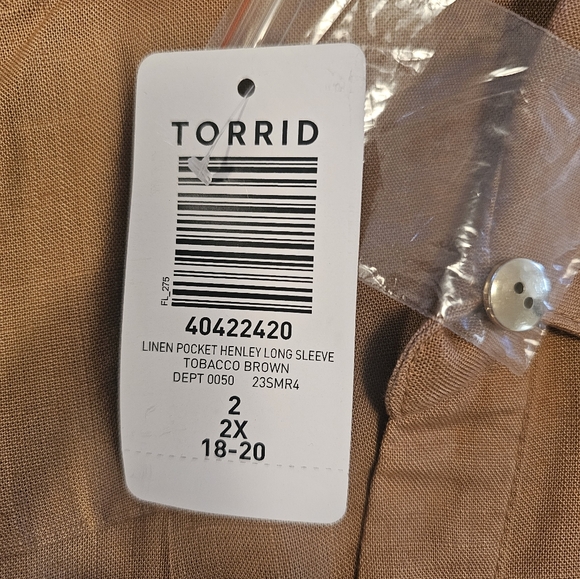 TORRID
FL_275
40422420
LINEN POCKET HENLEY LONG SLEEVE
TOBACCO BROWN
DEPT 0050 23SMR4
2
2X
18-20